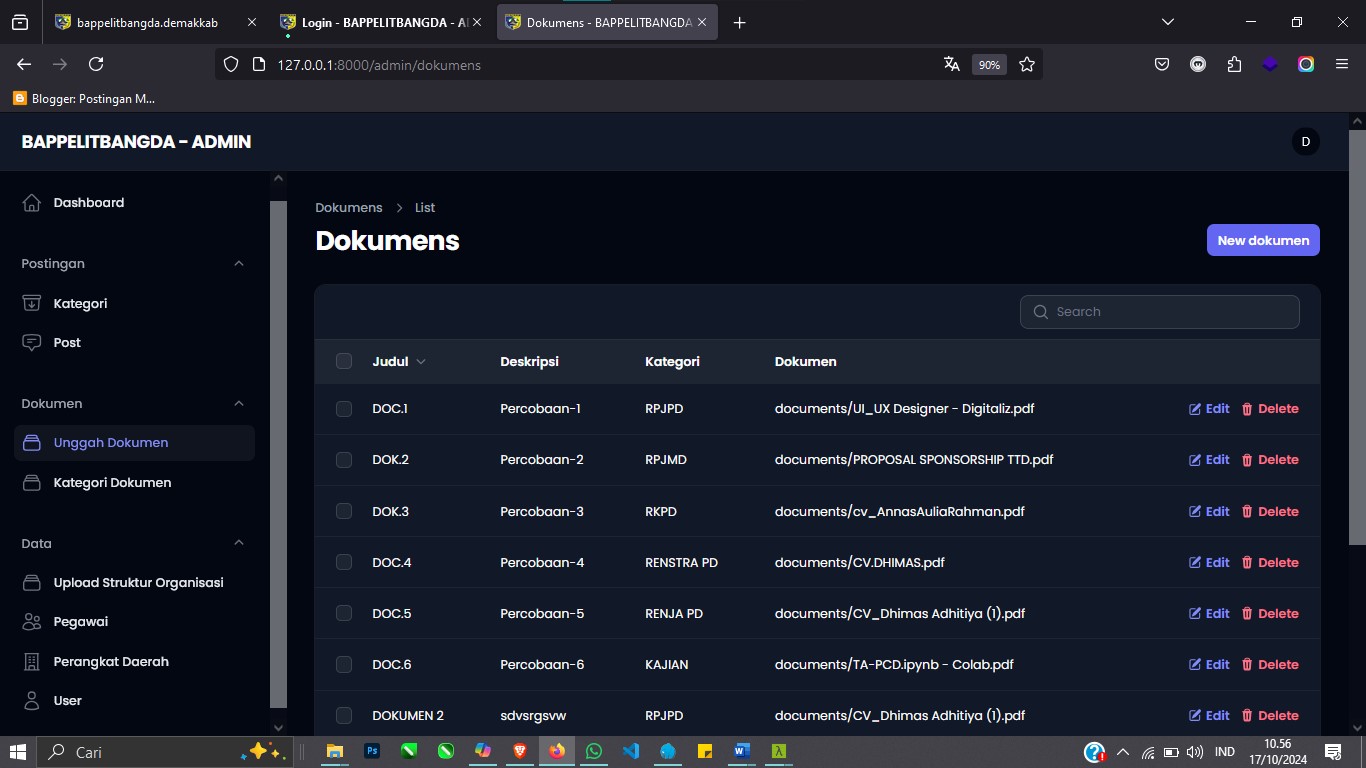 bappelitbangda.demakkab
Login - BAPPELITBANGDA - A
Dokumens - BAPPELITBANGDA
127.0.0.1:8000/admin/dokumens
90%
Blogger: Postingan M...
BAPPELITBANGDA - ADMIN
D
Dashboard
Postingan
Kategori
Post
Dokumen
Unggah Dokumen
Kategori Dokumen
Data
Upload Struktur Organisasi
Pegawai
Perangkat Daerah
User
Dokumens > List
Dokumens
New dokumen
Search
Judul Deskripsi Kategori Dokumen
DOC.1 Percobaan-1 RPJPD documents/UI_UX Designer - Digitaliz.pdf Edit Delete
DOK.2 Percobaan-2 RPJMD documents/PROPOSAL SPONSORSHIP TTD.pdf Edit Delete
DOK.3 Percobaan-3 RKPD documents/cv_AnnasAuliaRahman.pdf Edit Delete
DOC.4 Percobaan-4 RENSTRA PD documents/CV.DHIMAS.pdf Edit Delete
DOC.5 Percobaan-5 RENJA PD documents/CV_Dhimas Adhitiya (1).pdf Edit Delete
DOC.6 Percobaan-6 KAJIAN documents/TA-PCD.ipynb - Colab.pdf Edit Delete
DOKUMEN 2 sdvsrgsvw RPJPD documents/CV_Dhimas Adhitiya (1).pdf Edit Delete
Cari
Ps
IND
10.56
17/10/2024